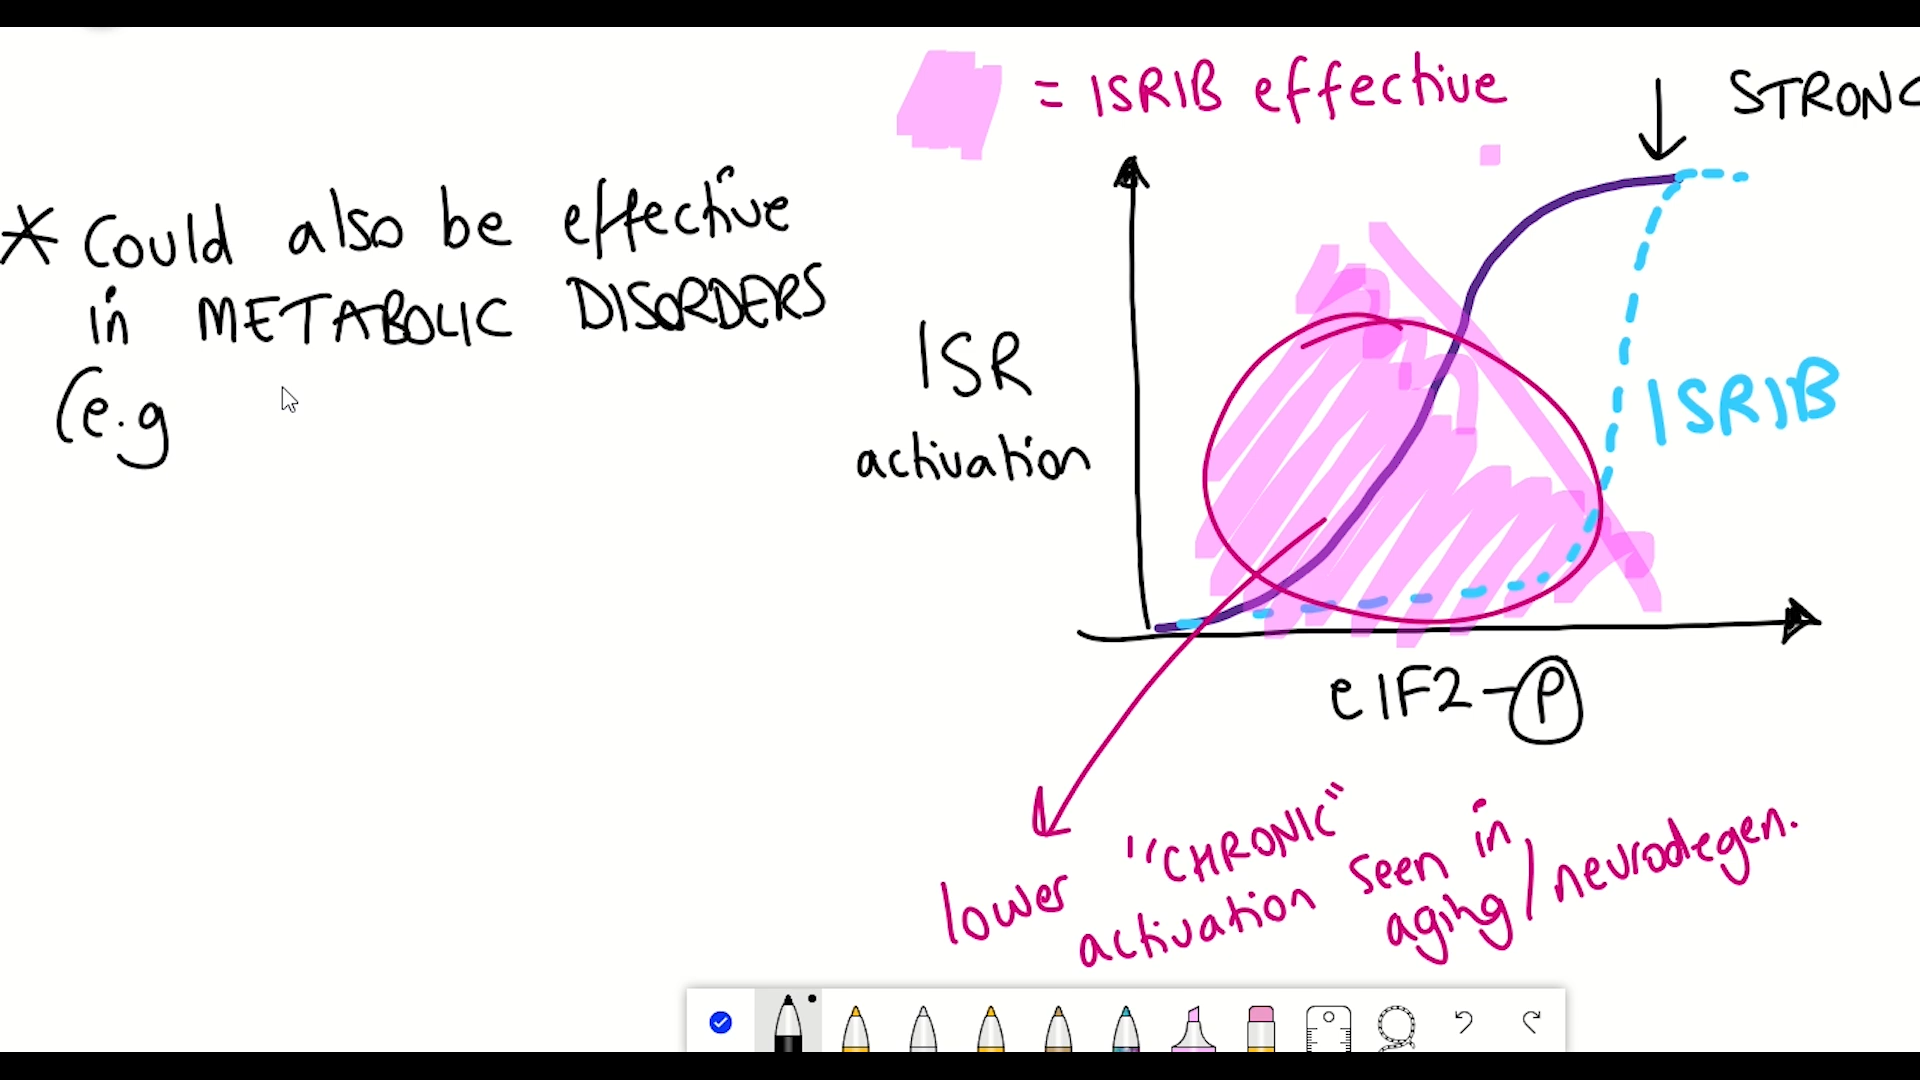 = ISRIB effective
STRONG
* Could also be effective
in METABOLIC DISORDERS
(e.g
ISR
activation
ISRIB
eIF2-P
lower "CHRONIC"
activation seen in
aging/neurodegen.